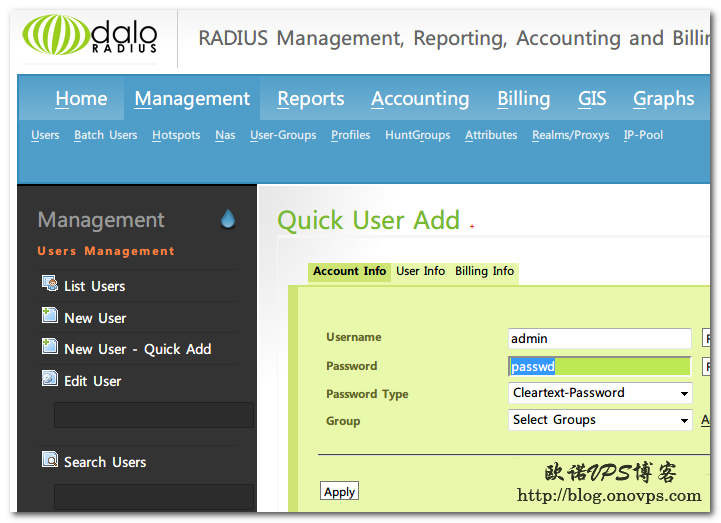 dalo
RADIUS
RADIUS Management, Reporting, Accounting and Billin
Home Management Reports Accounting Billing GIS Graphs
Users Batch Users Hotspots Nas User-Groups Profiles HuntGroups Attributes Realms/Proxys IP-Pool
Management
Users Management
List Users
New User
New User - Quick Add
Edit User
Search Users
Quick User Add +
Account Info User Info Billing Info
Username admin
Password passwd
Password Type Cleartext-Password
Group Select Groups
Apply
欧诺VPS博客
http://blog.onovps.com/